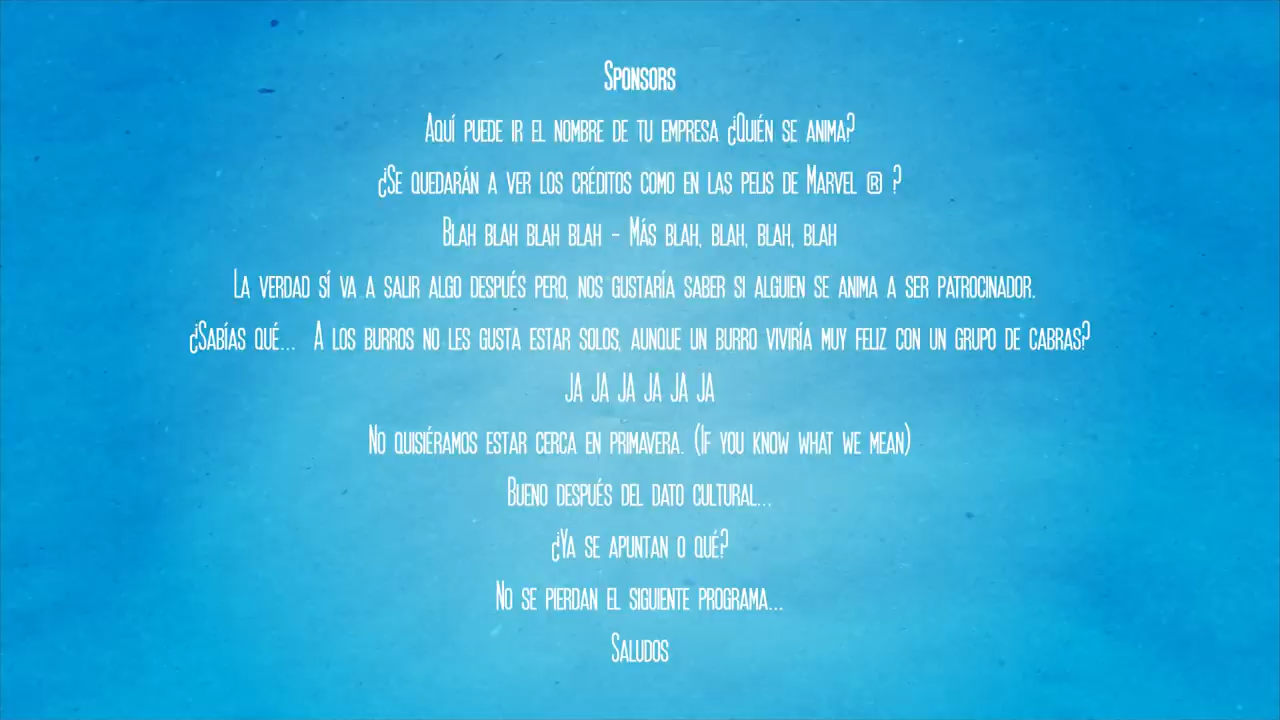 Sponsors
Aquí puede ir el nombre de tu empresa ¿Quién se anima?
¿Se quedarán a ver los créditos como en las pelis de Marvel ® ?
Blah blah blah blah - Más blah, blah, blah, blah
La verdad sí va a salir algo después pero, nos gustaría saber si alguien se anima a ser patrocinador.
¿Sabías qué... A los burros no les gusta estar solos, aunque un burro viviría muy feliz con un grupo de cabras?
JA JA JA JA JA JA
No quisiéramos estar cerca en primavera. (If you know what we mean)
Bueno después del dato cultural...
¿Ya se apuntan o qué?
No se pierdan el siguiente programa...
Saludos